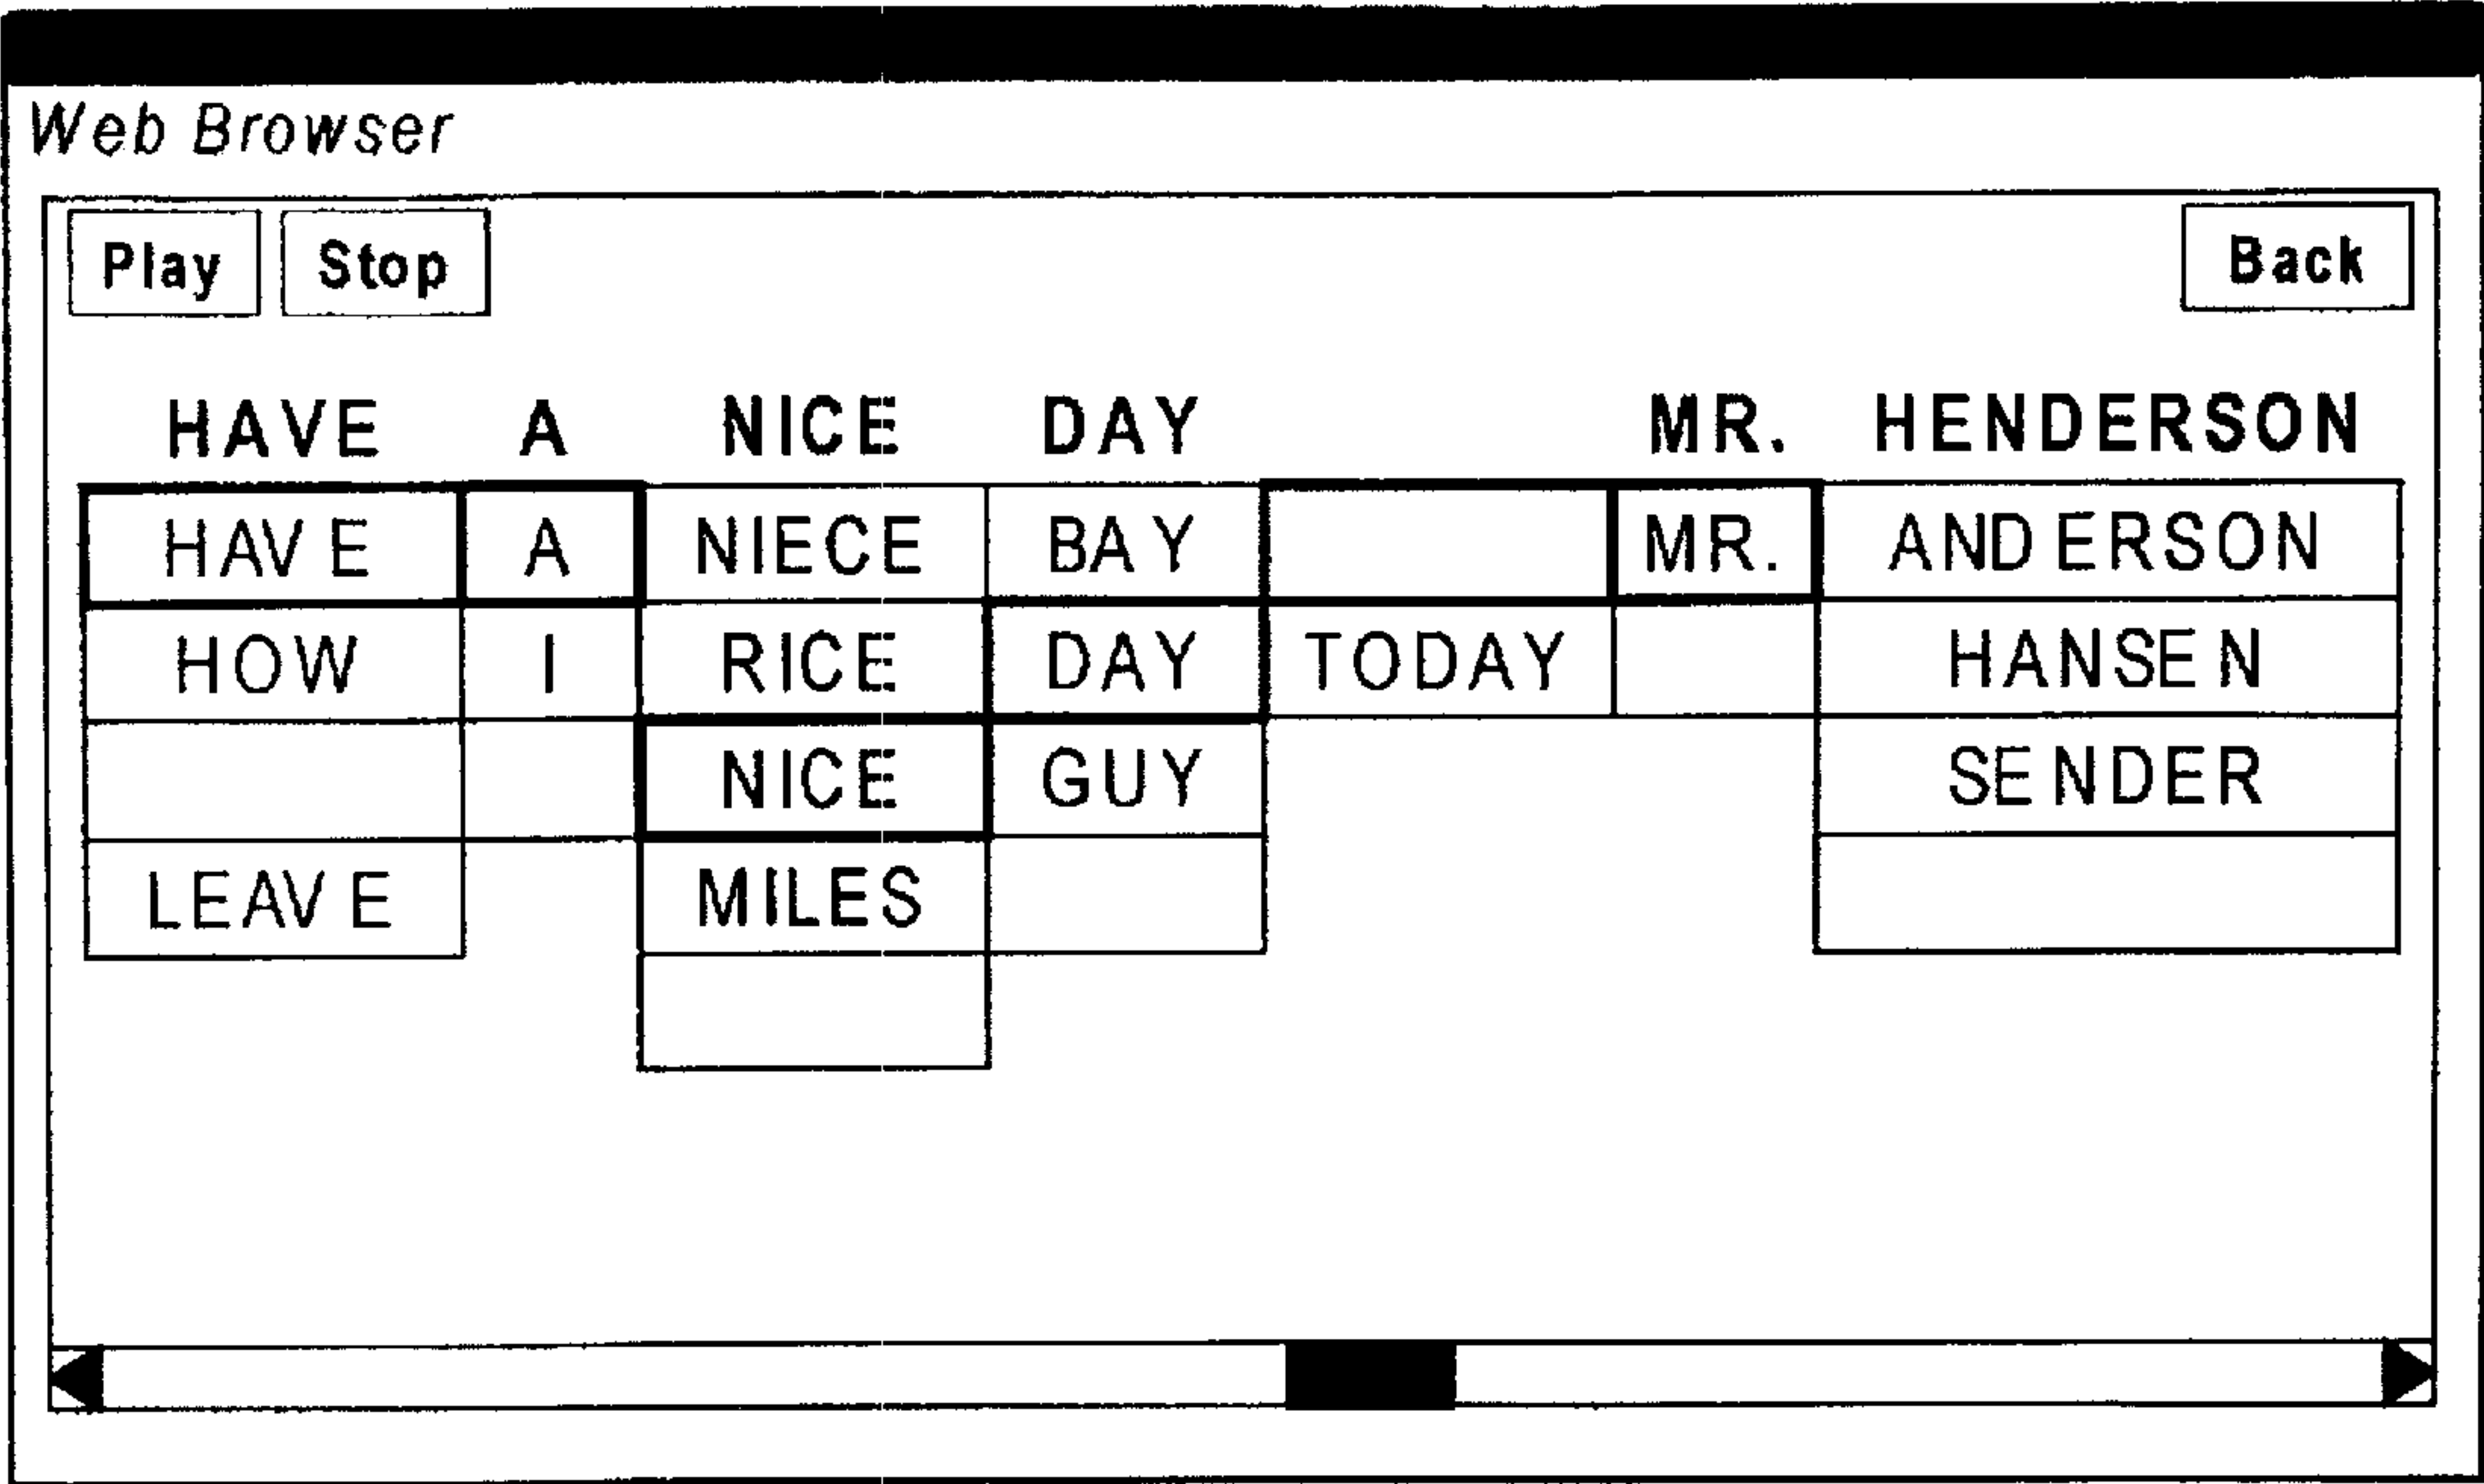 Web Browser
Play Stop Back
HAVE A NICE DAY MR. HENDERSON
HAVE A NIECE BAY MR. ANDERSON
HOW I RICE DAY TODAY HANSEN
NICE GUY SENDER
LEAVE MILES